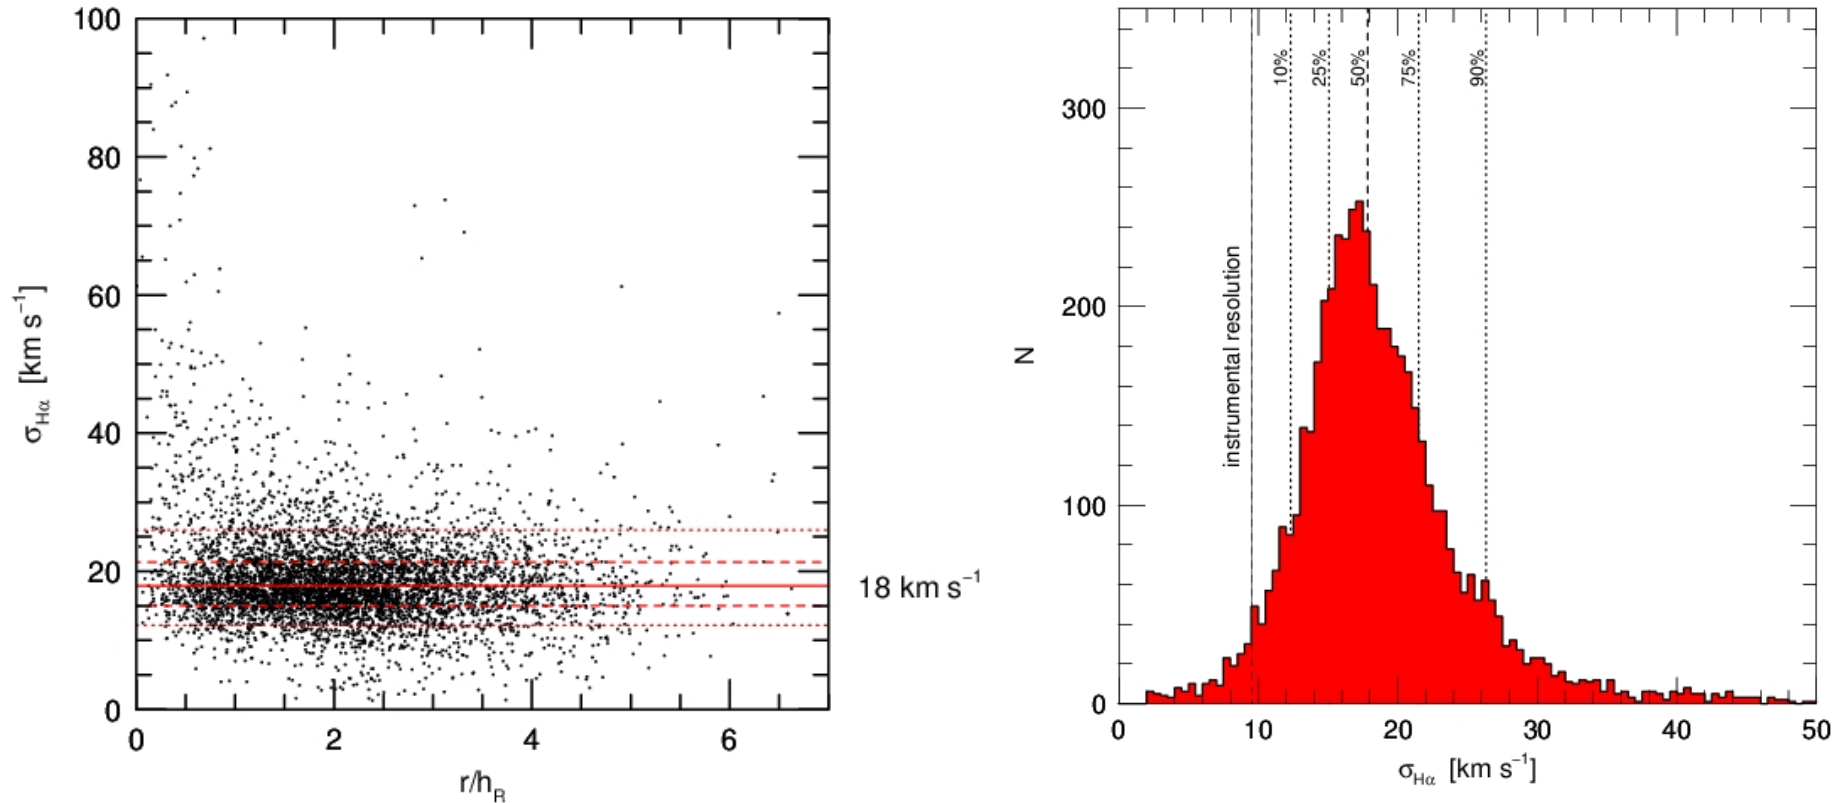 100
80
60
40
20
0
σHα [km s⁻¹]
0 2 4 6
r/hR
18 km s⁻¹
300
200
100
0
N
instrumental resolution
10%
25%
50%
75%
90%
0 10 20 30 40 50
σHα [km s⁻¹]